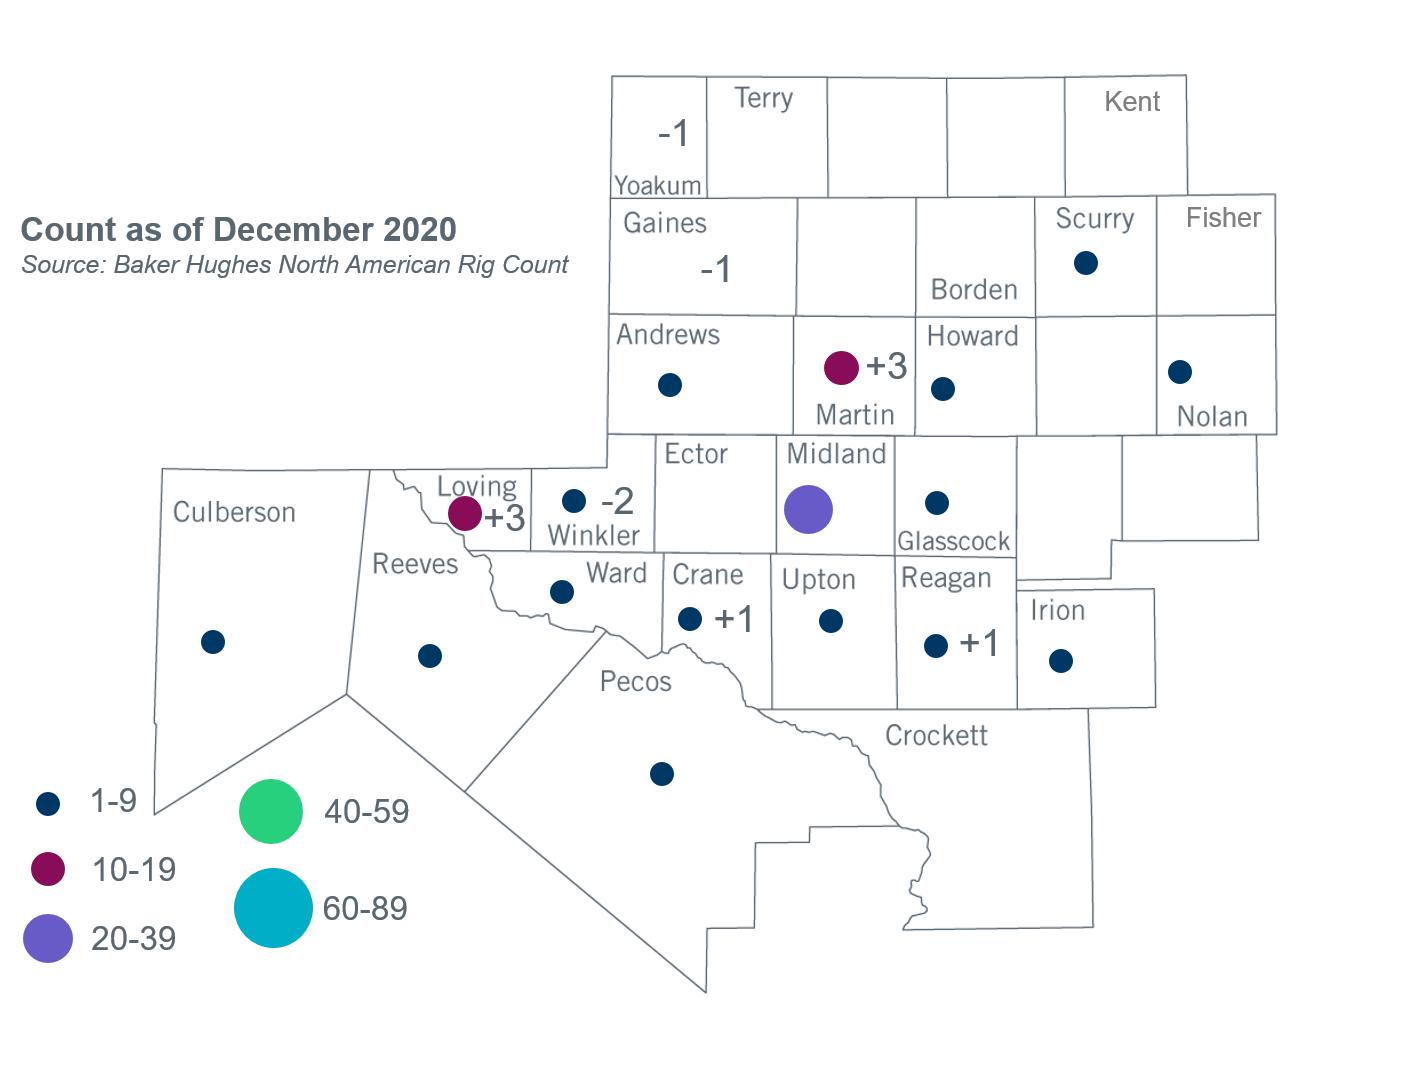 Terry
Kent
-1
Yoakum
Count as of December 2020
Source: Baker Hughes North American Rig Count
Gaines
-1
Scurry
Fisher
Borden
Andrews
+3
Martin
Howard
Nolan
Ector
Midland
Culberson
Loving
+3
-2
Winkler
Glasscock
Reeves
Ward
Crane
+1
Upton
Reagan
+1
Irion
Pecos
Crockett
1-9
10-19
20-39
40-59
60-89